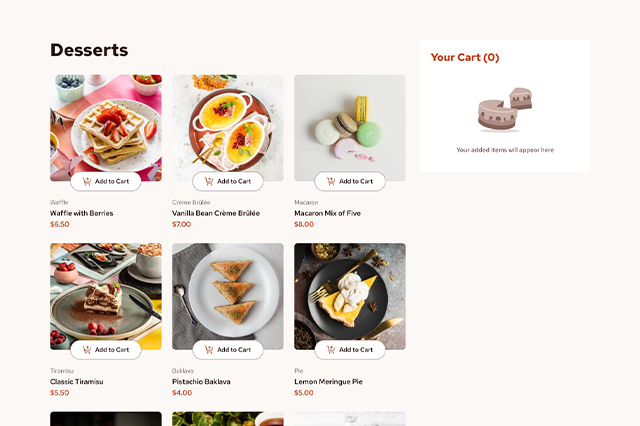 Desserts
Your Cart (0)
Your added items will appear here
Add to Cart
Add to Cart
Add to Cart
Waffle
Waffle with Berries
$6.50
Crème Brûlée
Vanilla Bean Crème Brûlée
$7.00
Macaron
Macaron Mix of Five
$8.00
Add to Cart
Add to Cart
Add to Cart
Tiramisu
Classic Tiramisu
$5.50
Baklava
Pistachio Baklava
$4.00
Pie
Lemon Meringue Pie
$5.00